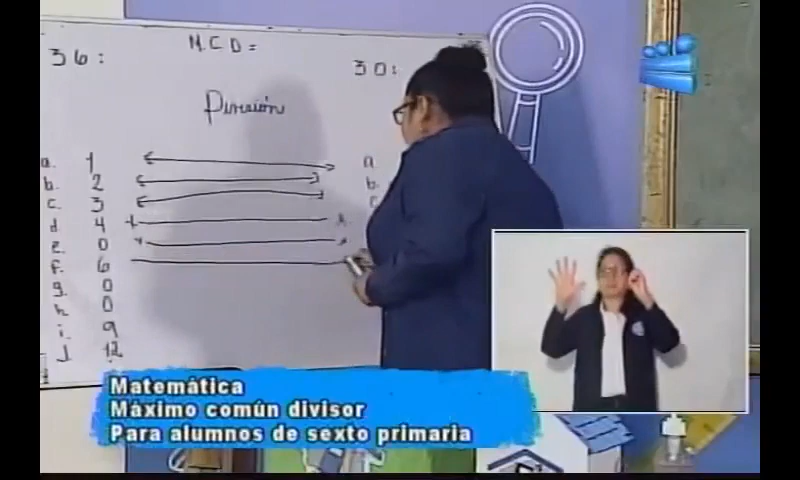 M.C.D=
36:
30:
División
a. 1 a
b. 2 b
c. 3 c
d. 4
e. 0
f. 6
g. 0
h. 0
i. 9
J 12
Matemática
Máximo común divisor
Para alumnos de sexto primaria